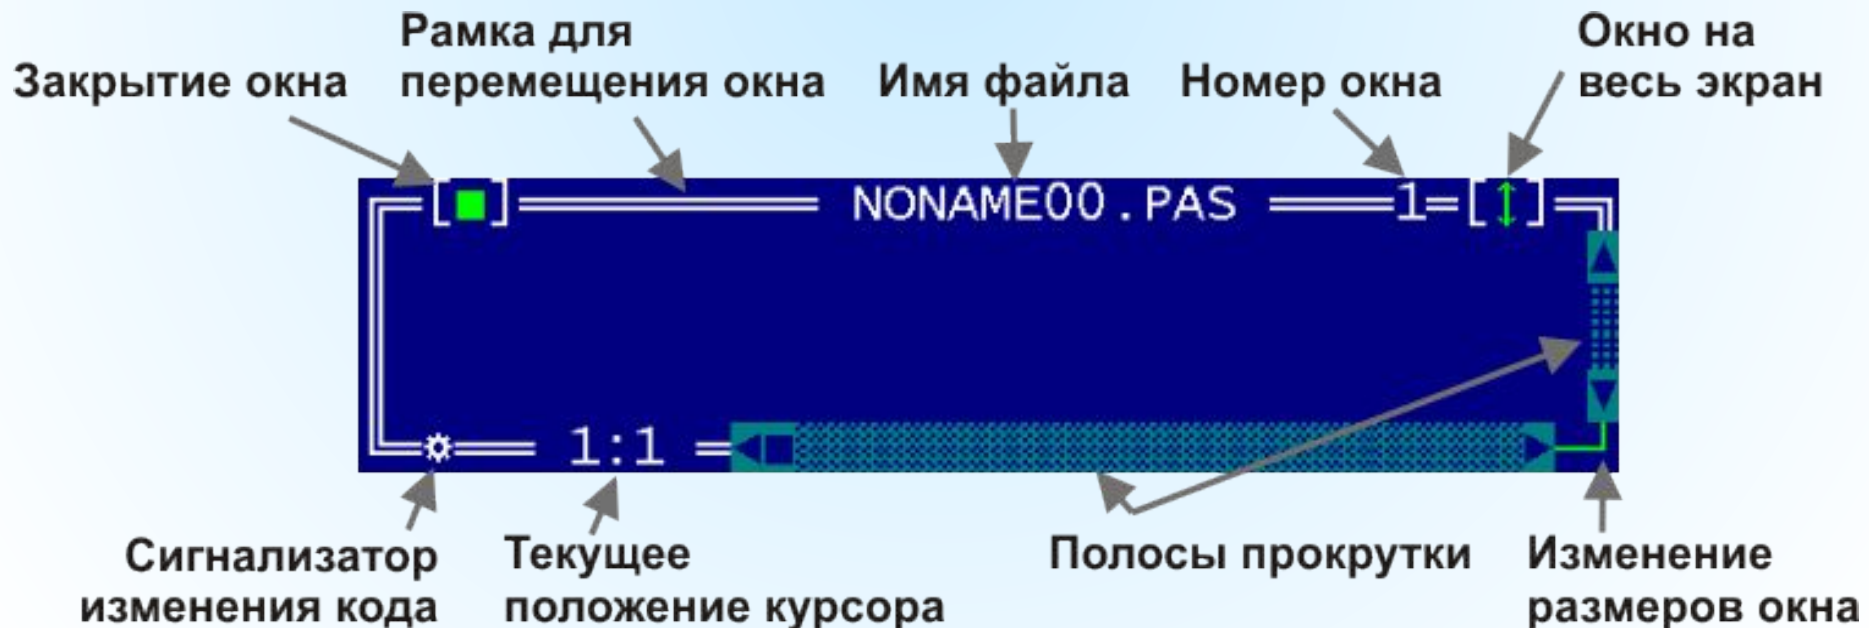 Рамка для
перемещения окна
Закрытие окна
Имя файла
Номер окна
Окно на
весь экран
[■] NONAME00.PAS 1=[↕]
1:1
Сигнализатор
изменения кода
Текущее
положение курсора
Полосы прокрутки
Изменение
размеров окна